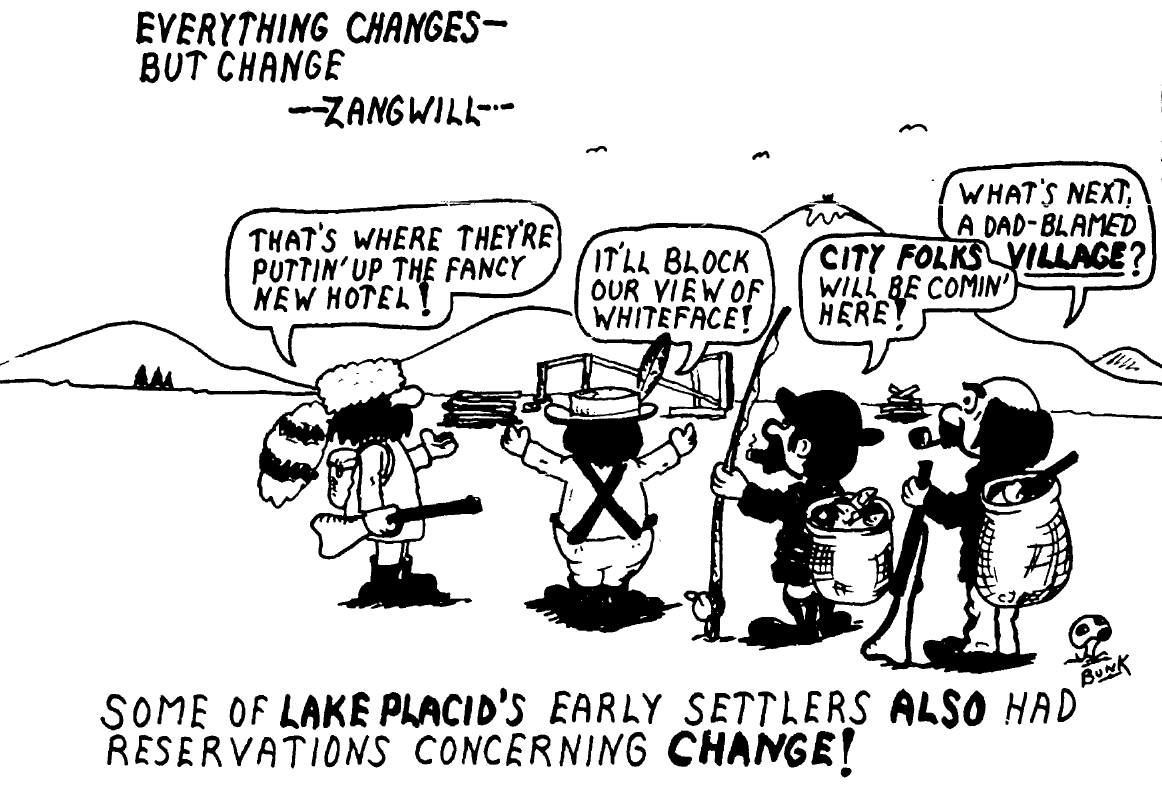 EVERYTHING CHANGES—
BUT CHANGE
—ZANGWILL—
THAT'S WHERE THEY'RE
PUTTIN' UP THE FANCY
NEW HOTEL!
IT'LL BLOCK
OUR VIEW OF
WHITEFACE!
CITY FOLKS
WILL BE COMIN'
HERE!
WHAT'S NEXT,
A DAD-BLAMED
VILLAGE?
BUNK
SOME OF LAKE PLACID'S EARLY SETTLERS ALSO HAD
RESERVATIONS CONCERNING CHANGE!